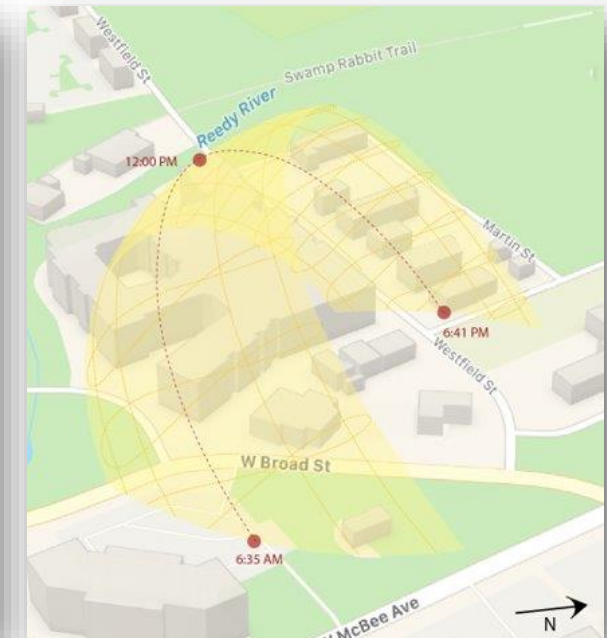 Westfield St
Swamp Rabbit Trail
Reedy River
12:00 PM
Martin St
6:41 PM
Westfield St
W Broad St
6:35 AM
McBee Ave
N